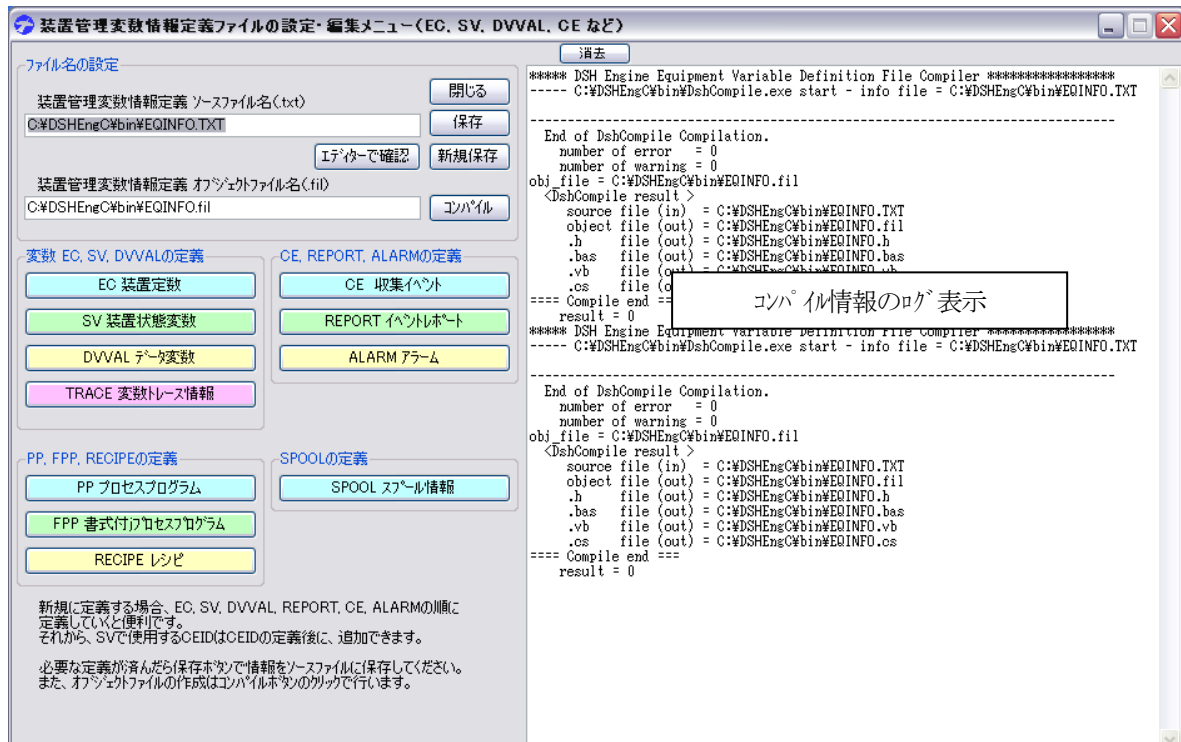 装置管理変数情報定義ファイルの設定・編集メニュー(EC, SV, DVVAL, CE など)
ファイル名の設定
装置管理変数情報定義 ソースファイル名(.txt)
閉じる
C:¥DSHEngC¥bin¥EQINFO.TXT
保存
エディターで確認
新規保存
装置管理変数情報定義 オブジェクトファイル名(.fil)
C:¥DSHEngC¥bin¥EQINFO.fil
コンパイル
変数 EC, SV, DVVALの定義
EC 装置定数
SV 装置状態変数
DVVAL データ変数
TRACE 変数トレース情報
CE, REPORT, ALARMの定義
CE 収集イベント
REPORT イベントレポート
ALARM アラーム
PP, FPP, RECIPEの定義
PP プロセスプログラム
FPP 書式付プロセスプログラム
RECIPE レシピ
SPOOLの定義
SPOOL スプール情報
新規に定義する場合、EC, SV, DVVAL, REPORT, CE, ALARMの順に
定義していくと便利です。
それから、SVで使用するCEIDはCEIDの定義後に、追加できます。
必要な定義が済んだら保存ボタンで情報をソースファイルに保存してください。
また、オブジェクトファイルの作成はコンパイルボタンのクリックで行います。
消去
***** DSH Engine Equipment Variable Definition File Compiler ******************
----- C:¥DSHEngC¥bin¥DshCompile.exe start - info file = C:¥DSHEngC¥bin¥EQINFO.TXT
-------------------------------------------------------------------------
End of DshCompile Compilation.
number of error = 0
number of warning = 0
obj_file = C:¥DSHEngC¥bin¥EQINFO.fil
<DshCompile result >
source file (in) = C:¥DSHEngC¥bin¥EQINFO.TXT
object file (out) = C:¥DSHEngC¥bin¥EQINFO.fil
.h file (out) = C:¥DSHEngC¥bin¥EQINFO.h
.bas file (out) = C:¥DSHEngC¥bin¥EQINFO.bas
.vb file (out) = C:¥DSHEngC¥bin¥EQINFO.vb
.cs file (o
コンパイル情報のログ表示
==== Compile end ==
result = 0
***** DSH Engine Equipment Variable Definition File Compiler ******************
----- C:¥DSHEngC¥bin¥DshCompile.exe start - info file = C:¥DSHEngC¥bin¥EQINFO.TXT
-------------------------------------------------------------------------
End of DshCompile Compilation.
number of error = 0
number of warning = 0
obj_file = C:¥DSHEngC¥bin¥EQINFO.fil
<DshCompile result >
source file (in) = C:¥DSHEngC¥bin¥EQINFO.TXT
object file (out) = C:¥DSHEngC¥bin¥EQINFO.fil
.h file (out) = C:¥DSHEngC¥bin¥EQINFO.h
.bas file (out) = C:¥DSHEngC¥bin¥EQINFO.bas
.vb file (out) = C:¥DSHEngC¥bin¥EQINFO.vb
.cs file (out) = C:¥DSHEngC¥bin¥EQINFO.cs
==== Compile end ===
result = 0